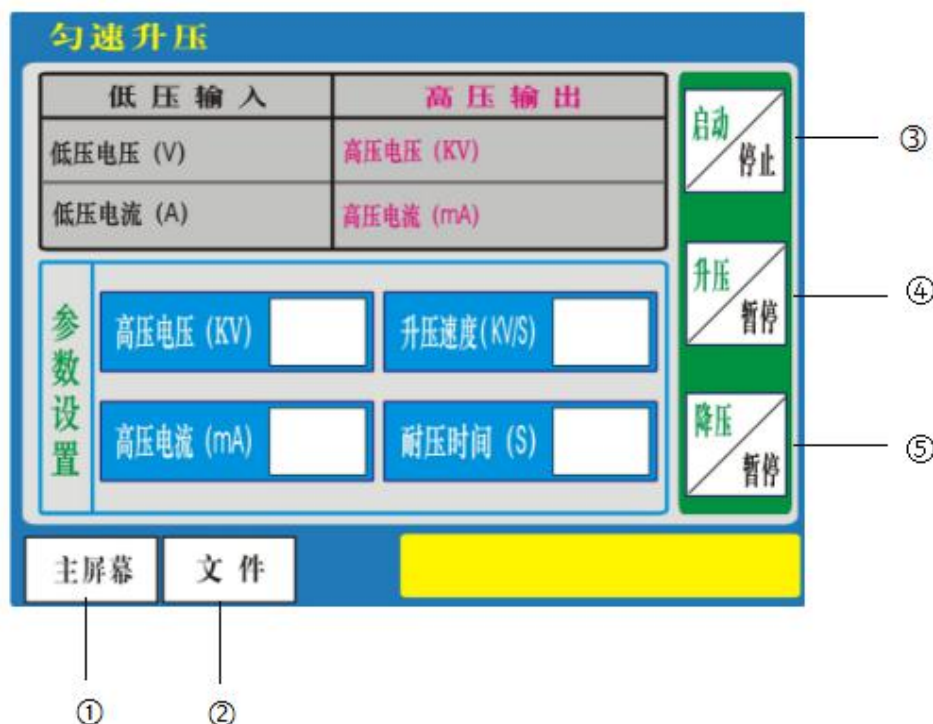 匀速升压
低压输入 高压输出
低压电压 (V) 高压电压 (KV)
低压电流 (A) 高压电流 (mA)
启动
停止
③
升压
暂停
④
参数设置
高压电压 (KV) 升压速度(KV/S)
高压电流 (mA) 耐压时间 (S)
降压
暂停
⑤
主屏幕 文件
① ②